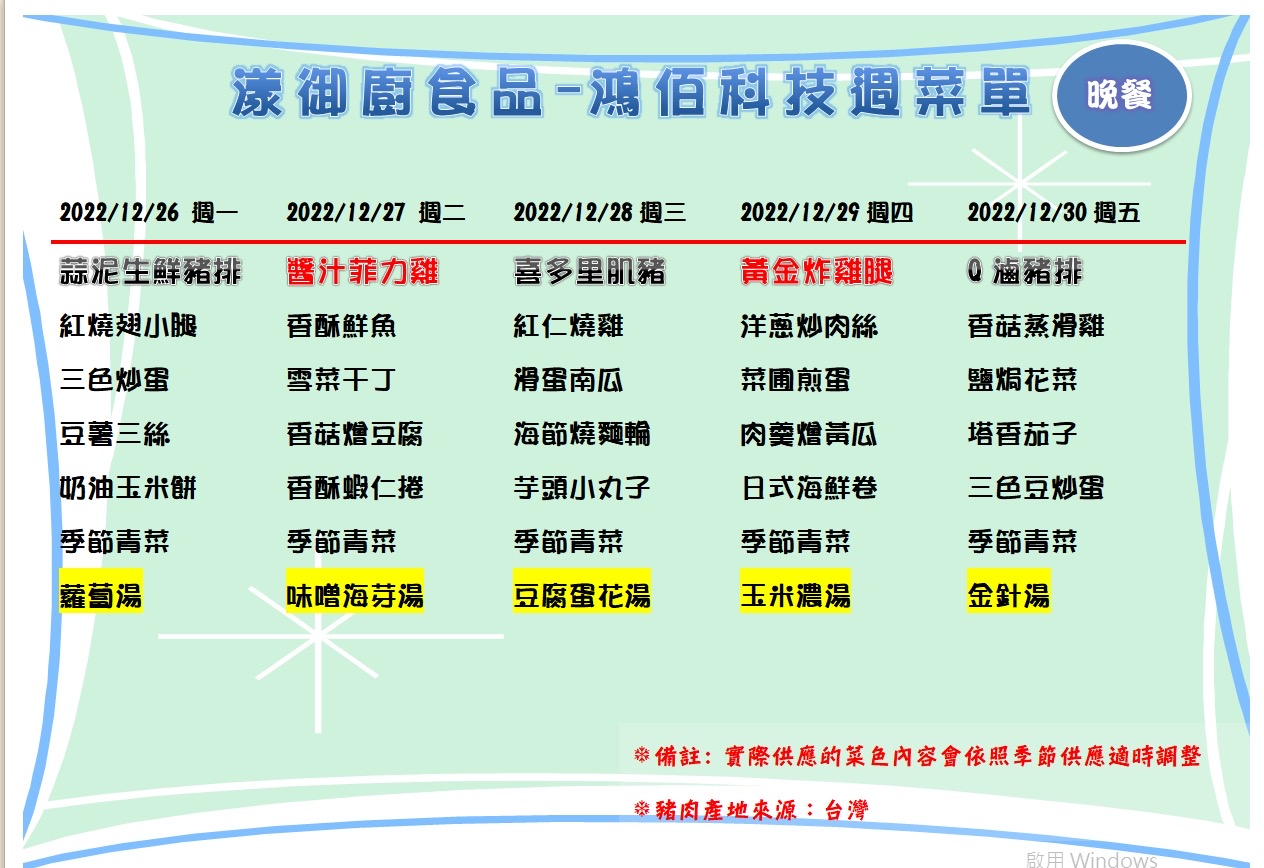 漾御廚食品-鴻佰科技週菜單
晚餐
2022/12/26 週一 2022/12/27 週二 2022/12/28 週三 2022/12/29 週四 2022/12/30 週五
蒜泥生鮮豬排 醬汁菲力雞 喜多里肌豬 黃金炸雞腿 Q 滷豬排
紅燒翅小腿 香酥鮮魚 紅仁燒雞 洋蔥炒肉絲 香菇蒸滑雞
三色炒蛋 雪菜干丁 滑蛋南瓜 菜圃煎蛋 鹽焗花菜
豆薯三絲 香菇燴豆腐 海節燒麵輪 肉羹燴黃瓜 塔香茄子
奶油玉米餅 香酥蝦仁捲 芋頭小丸子 日式海鮮卷 三色豆炒蛋
季節青菜 季節青菜 季節青菜 季節青菜 季節青菜
蘿蔔湯 味噌海芽湯 豆腐蛋花湯 玉米濃湯 金針湯
❉備註: 實際供應的菜色內容會依照季節供應適時調整
❉豬肉產地來源：台灣
啟用 Windows